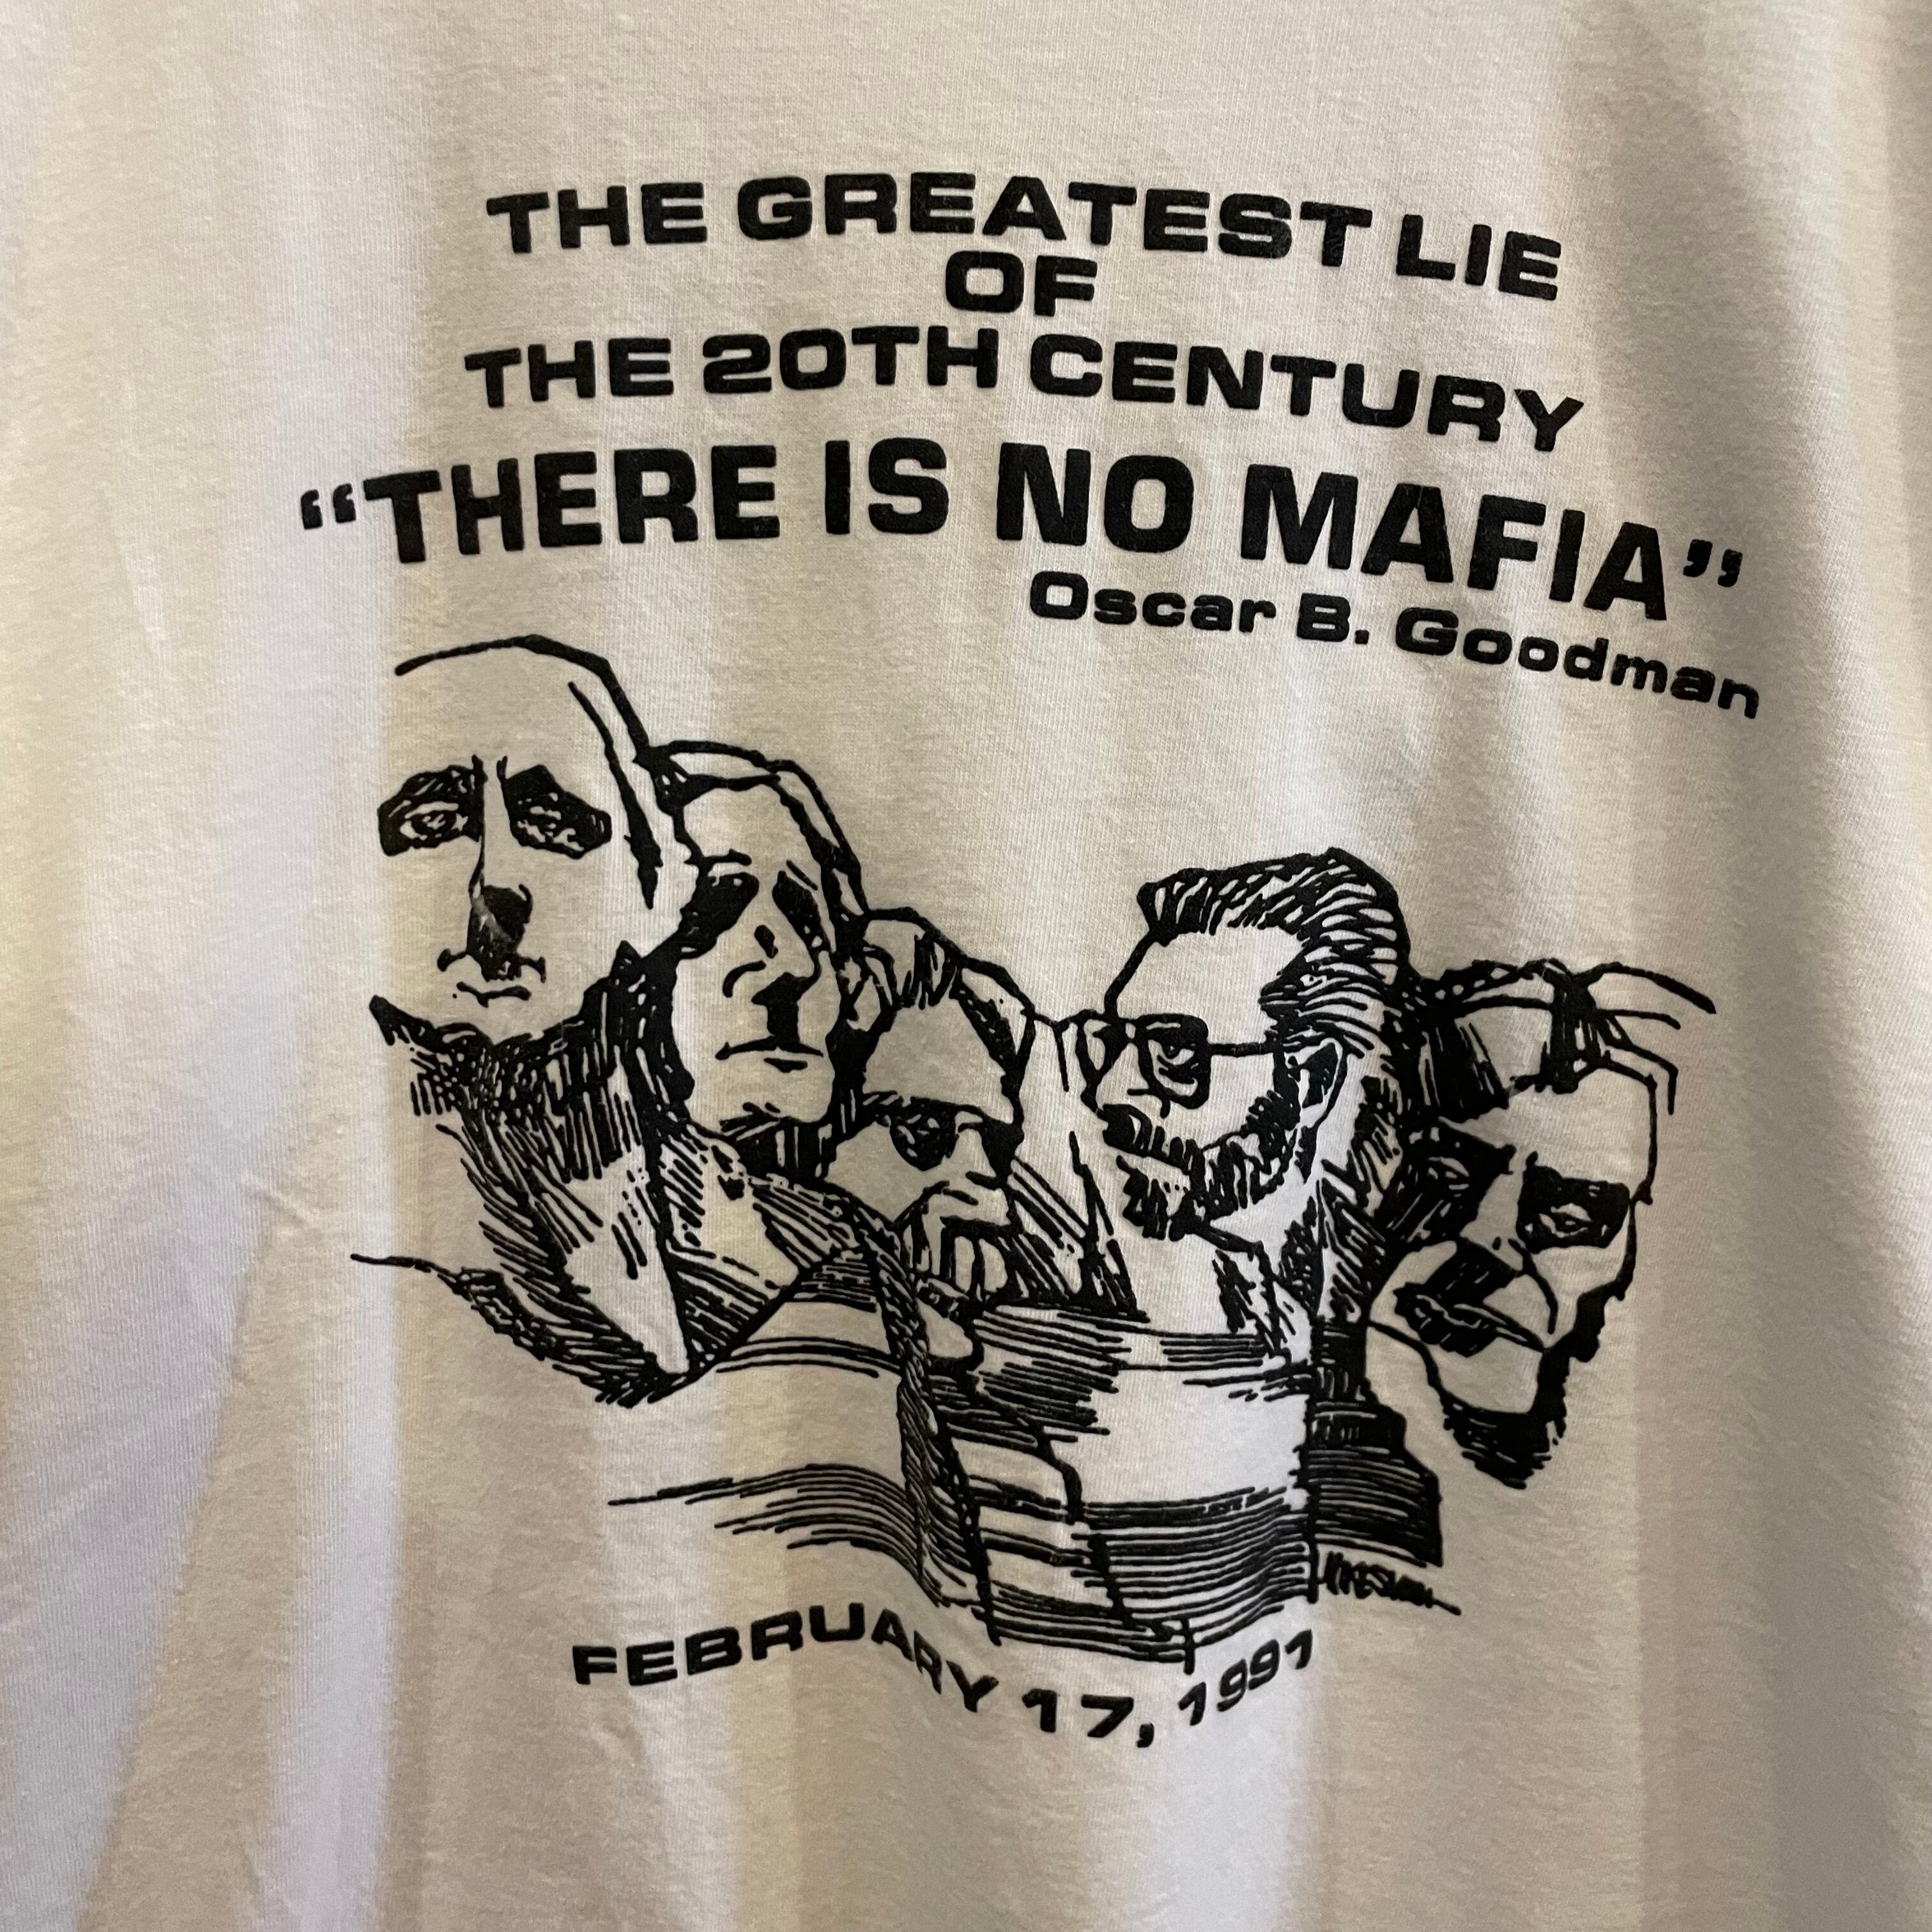 THE GREATEST LIE
OF
THE 20TH CENTURY
“THERE IS NO MAFIA”
Oscar B. Goodman
FEBRUARY 17, 1991